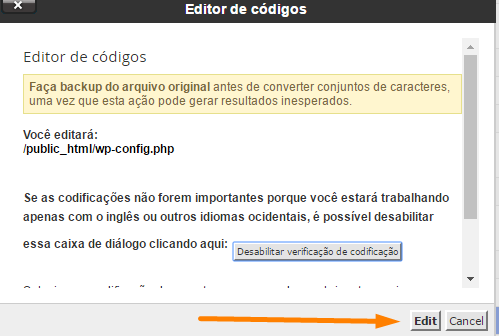 Editor de códigos
Editor de códigos
Faça backup do arquivo original antes de converter conjuntos de caracteres,
uma vez que esta ação pode gerar resultados inesperados.
Você editará:
/public_html/wp-config.php
Se as codificações não forem importantes porque você estará trabalhando
apenas com o inglês ou outros idiomas ocidentais, é possível desabilitar
essa caixa de diálogo clicando aqui: Desabilitar verificação de codificação
Edit Cancel